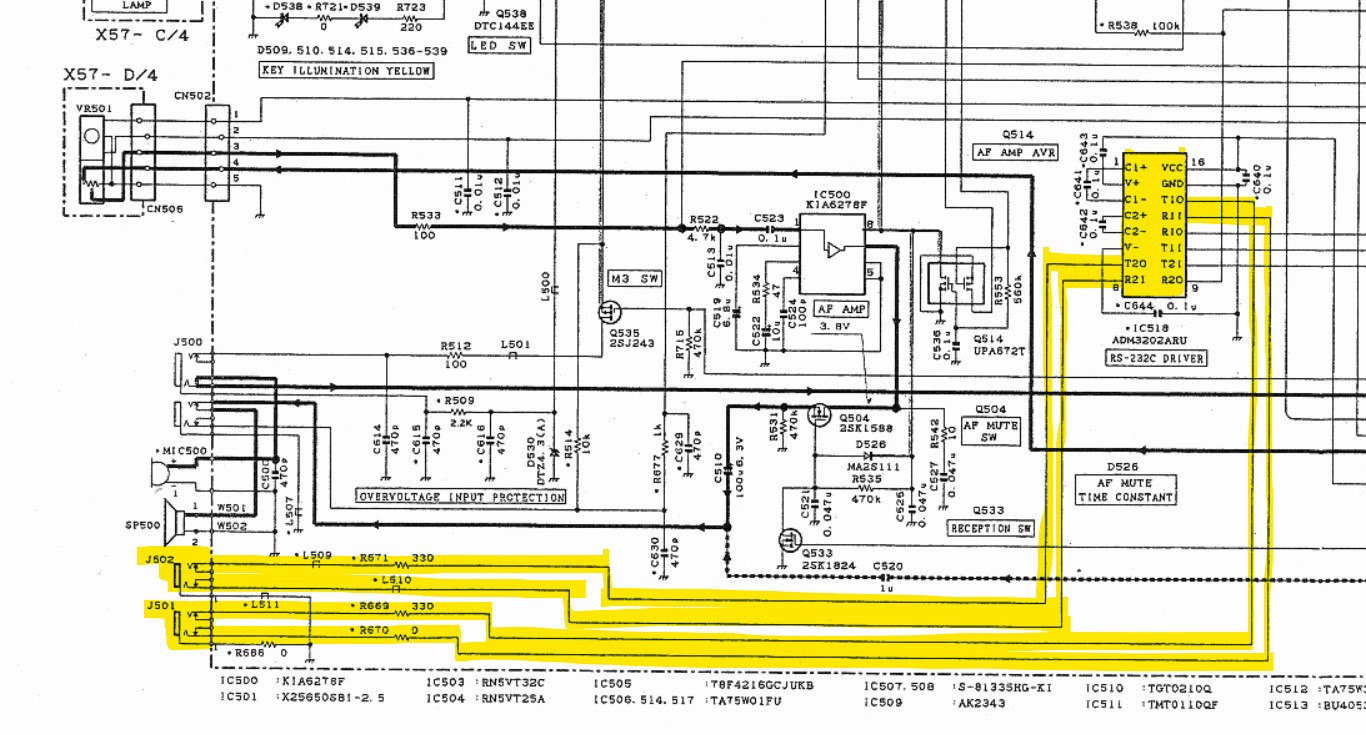 LAMP
X57- C/4
D538 R721 D539 R723
0 220
Q538
DTC144EE
LED SW
D509. 510. 514. 515. 536-539
KEY ILLUMINATION YELLOW
R538 100k
X57- D/4
VR501
CN502
1
2
3
4
5
CN506
C511 0.01u
C512 0.01u
R533
100
R522
4.7k
C523
0.1u
C513 0.01u
IC500
KIA6278F
1
8
4
5
Q514
AF AMP AVR
C643 0.1u
C641 0.1u
C642 0.1u
C640 0.1u
1 C1+ VCC 16
V+ GND
C1- T1O
C2+ R1I
C2- R1O
V- T1I
T2O T2I
8 R2I R2O 9
C644 0.1u
IC518
ADM3202ARU
RS-232C DRIVER
L500
M3 SW
Q535
2SJ243
R715 470k
C519 6.8u
R534 47
C522 10u
C524 100p
AF AMP
3. 8V
R553 560k
C536 0.1u
Q514
UPA672T
J500
R512
100
L501
R509
2.2K
C614 470p
C615 470p
C616 470p
D530
DTZ4.3(A)
R514 10k
R677 1k
C629 470p
C510 100u6.3V
R531 470k
Q504
2SK1588
D526
MA2S111
R535
470k
R542 10
C527 0.047u
C521 0.047u
C526 0.047u
Q504
AF MUTE
SW
D526
AF MUTE
TIME CONSTANT
OVERVOLTAGE INPUT PROTECTION
MIC500
1
C500 470p
L507
SP500
1
W501
W502
2
Q533
RECEPTION SW
Q533
2SK1824
C630 470p
C520
1u
J502
L509 R671 330
L510
L511
J501
R669 330
R670 0
R686 0
IC500 :KIA6278F
IC501 :X25650S8I-2.5
IC503 :RN5VT32C
IC504 :RN5VT25A
IC505 :78F4216GCJUKB
IC506. 514. 517 :TA75W01FU
IC507. 508 :S-81335HG-KI
IC509 :AK2343
IC510 :TGT0210Q
IC511 :TMT0110QF
IC512 :TA75W
IC513 :BU405